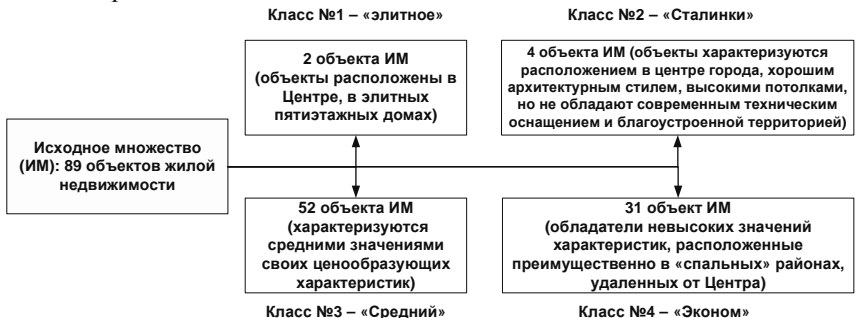 Класс №1 – «элитное»
Класс №2 – «Сталинки»
2 объекта ИМ
(объекты расположены в
Центре, в элитных
пятиэтажных домах)
4 объекта ИМ (объекты характеризуются
расположением в центре города, хорошим
архитектурным стилем, высокими потолками,
но не обладают современным техническим
оснащением и благоустроенной территорией)
Исходное множество
(ИМ): 89 объектов жилой
недвижимости
52 объекта ИМ
(характеризуются
средними значениями
своих ценообразующих
характеристик)
31 объект ИМ
(обладатели невысоких значений
характеристик, расположенные
преимущественно в «спальных» районах,
удаленных от Центра)
Класс №3 – «Средний»
Класс №4 – «Эконом»